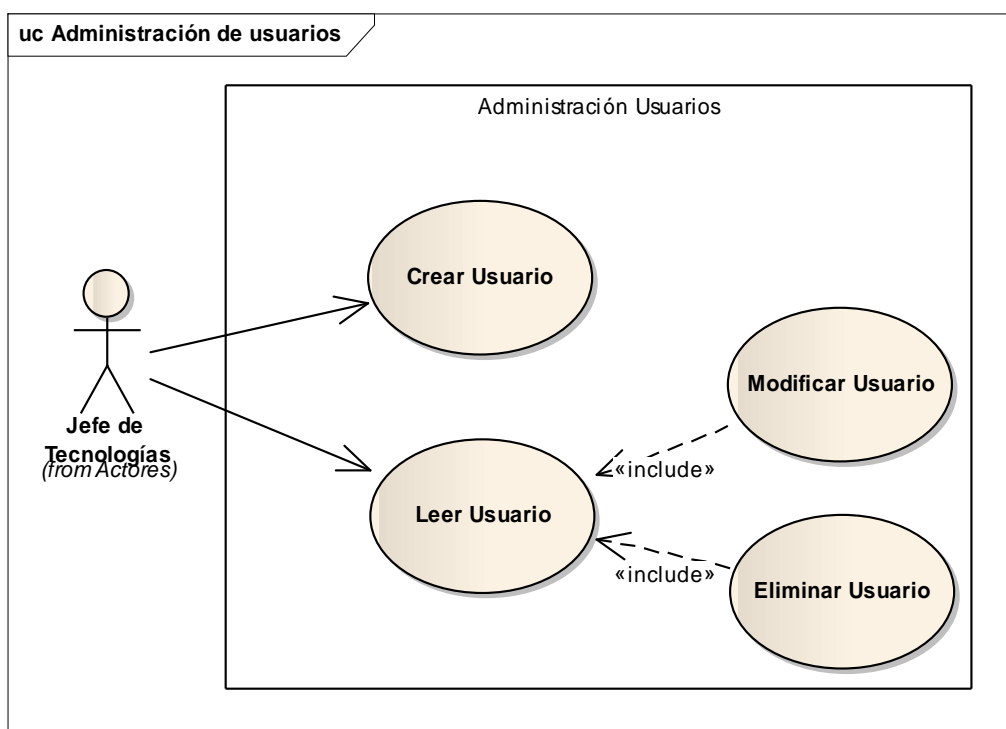 uc Administración de usuarios
Administración Usuarios
Crear Usuario
Modificar Usuario
Jefe de
Tecnologías
(from Actores)
«include»
Leer Usuario
«include»
Eliminar Usuario